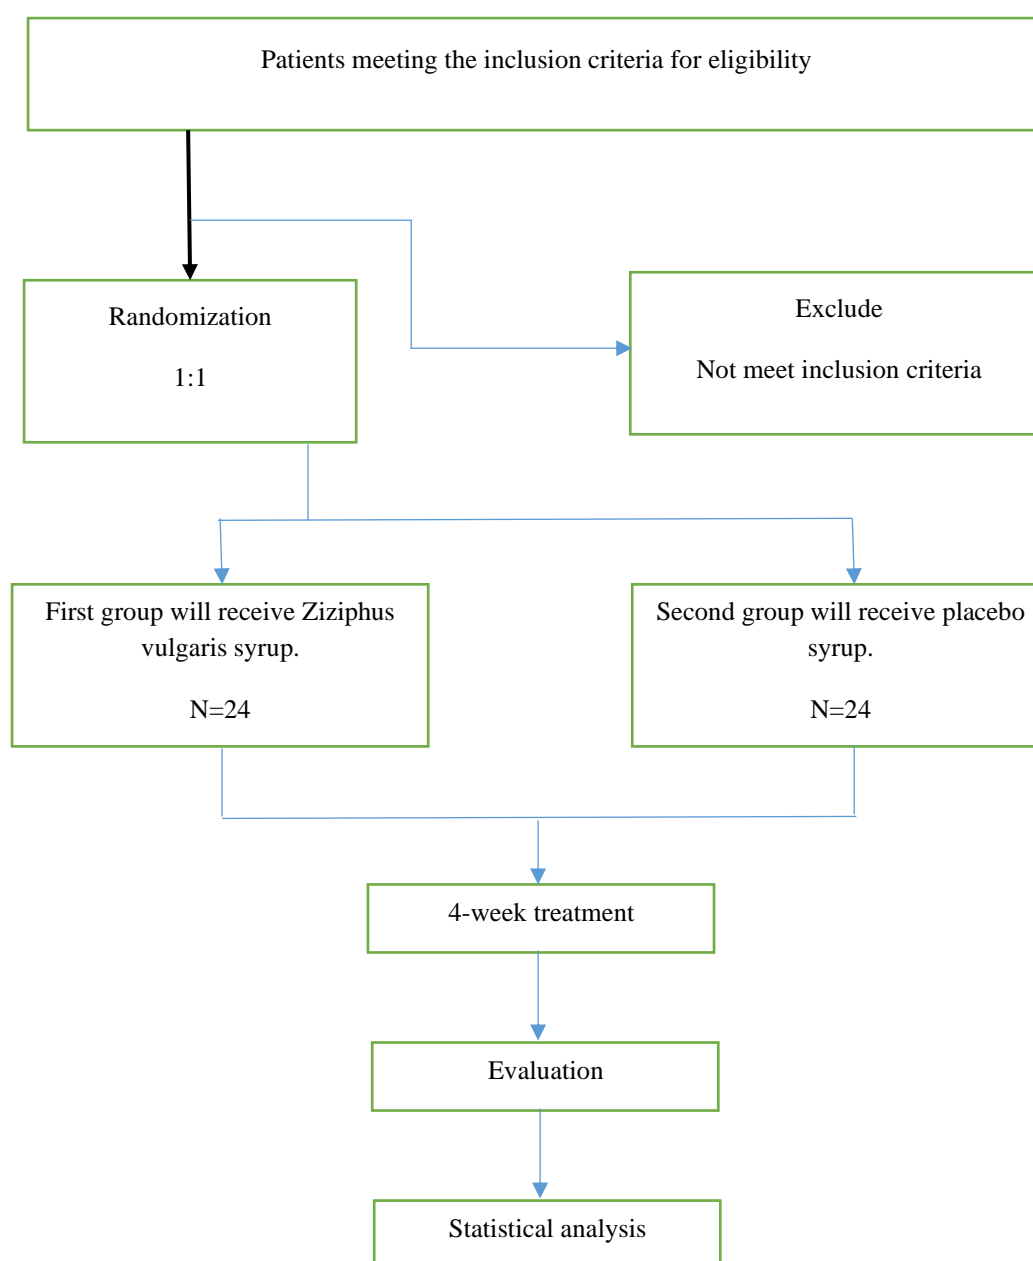 Patients meeting the inclusion criteria for eligibility
Randomization
1:1
Exclude
Not meet inclusion criteria
First group will receive Ziziphus
vulgaris syrup.
N=24
Second group will receive placebo
syrup.
N=24
4-week treatment
Evaluation
Statistical analysis